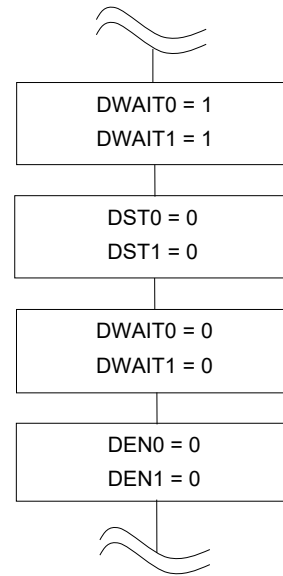 DWAIT0 = 1
DWAIT1 = 1
DST0 = 0
DST1 = 0
DWAIT0 = 0
DWAIT1 = 0
DEN0 = 0
DEN1 = 0